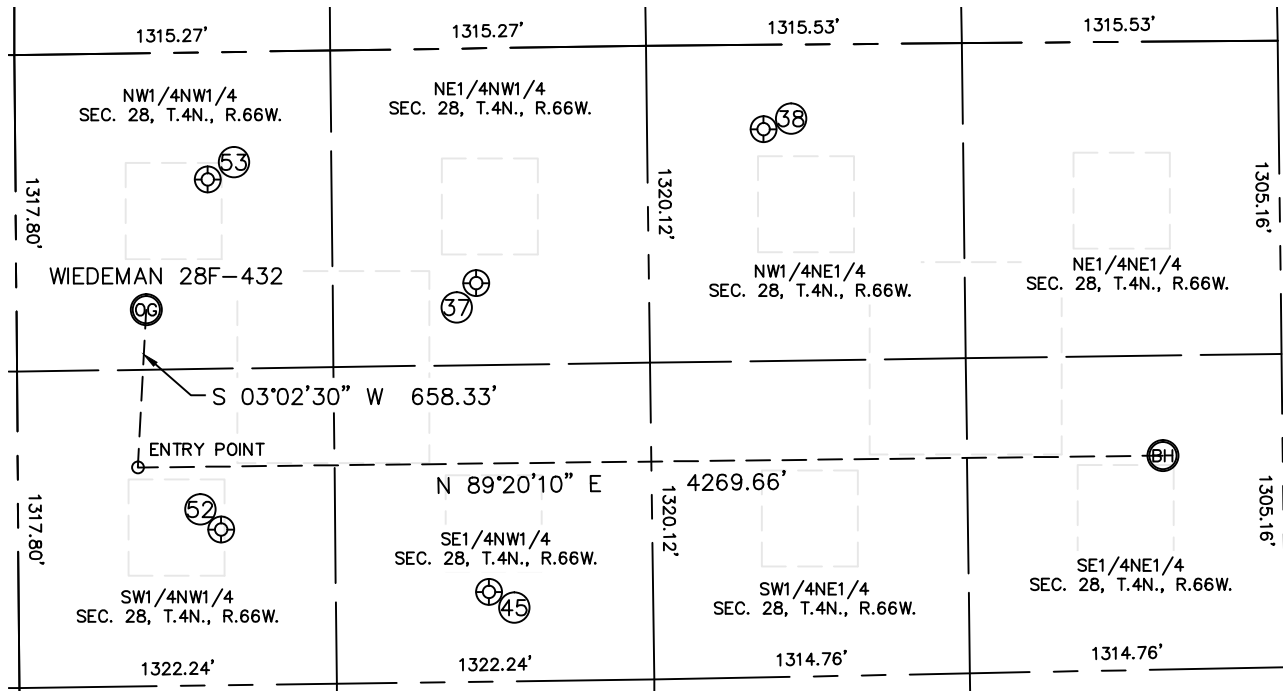 1315.27'
1315.27'
1315.53'
1315.53'
NW1/4NW1/4
SEC. 28, T.4N., R.66W.
NE1/4NW1/4
SEC. 28, T.4N., R.66W.
38
53
1317.80'
1320.12'
1305.16'
WIEDEMAN 28F-432
OG
37
NW1/4NE1/4
SEC. 28, T.4N., R.66W.
NE1/4NE1/4
SEC. 28, T.4N., R.66W.
S 03°02'30" W 658.33'
ENTRY POINT
BH
N 89°20'10" E 4269.66'
1317.80'
52
1320.12'
1305.16'
SE1/4NW1/4
SEC. 28, T.4N., R.66W.
45
SW1/4NW1/4
SEC. 28, T.4N., R.66W.
SW1/4NE1/4
SEC. 28, T.4N., R.66W.
SE1/4NE1/4
SEC. 28, T.4N., R.66W.
1322.24'
1322.24'
1314.76'
1314.76'